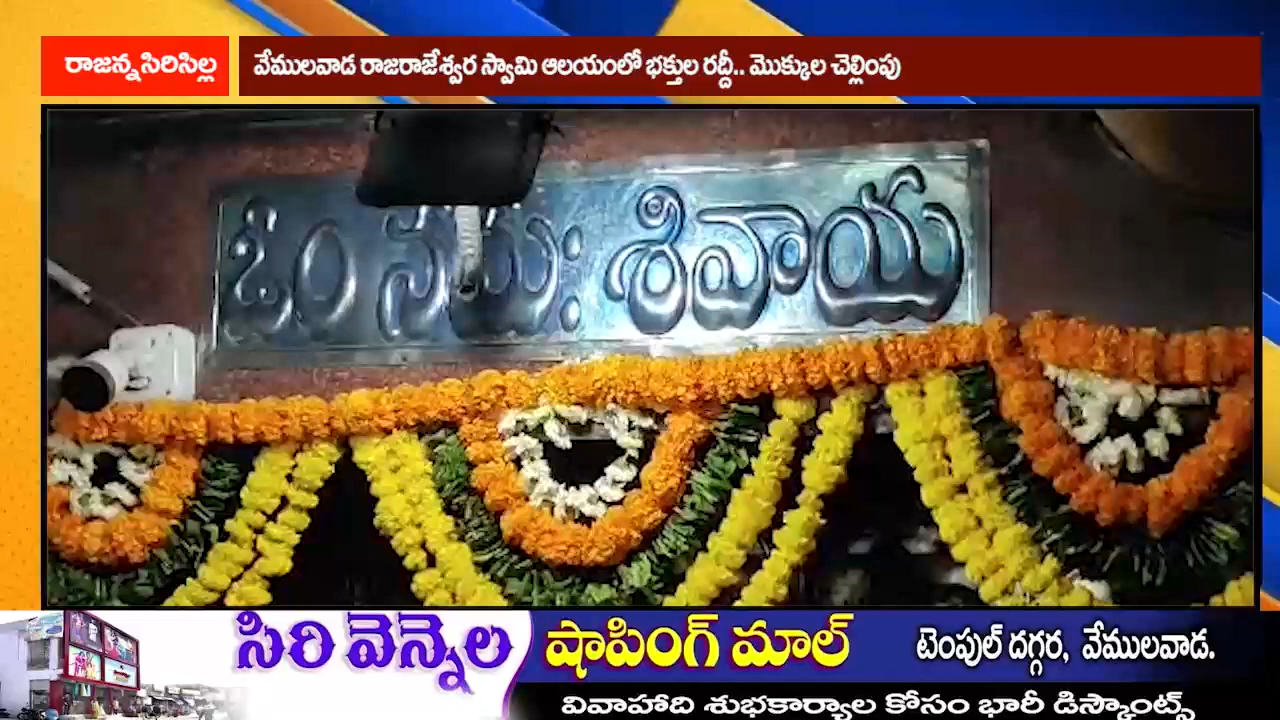 రాజన్నసిరిసిల్ల
వేములవాడ రాజరాజేశ్వర స్వామి ఆలయంలో భక్తుల రద్దీ.. మొక్కుల చెల్లింపు
ఓం నమ: శివాయ
సిరి వెన్నెల
షాపింగ్ మాల్
టెంపుల్ దగ్గర, వేములవాడ.
వివాహాది శుభకార్యాల కోసం భారీ డిస్కౌంట్స్